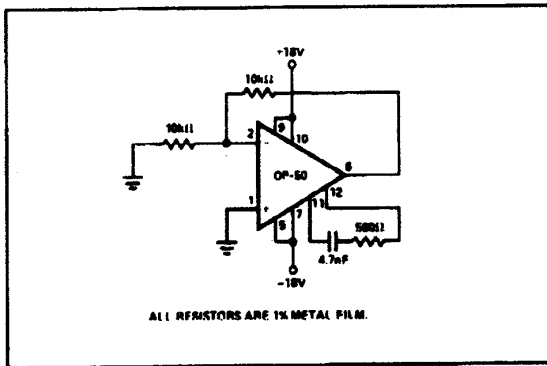 +18V
10kΩ
9
10
10kΩ
2
-
OP-50
6
1
+
12
11
7
5
500Ω
4.7nF
-18V
ALL RESISTORS ARE 1% METAL FILM.